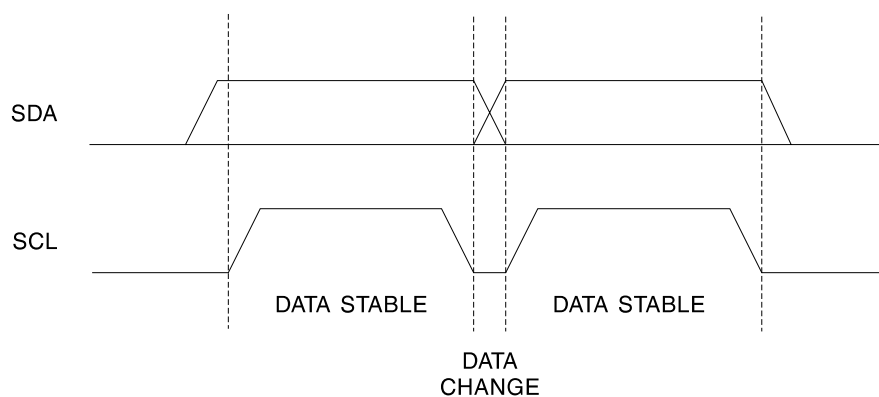 SDA
SCL
DATA STABLE
DATA STABLE
DATA
CHANGE